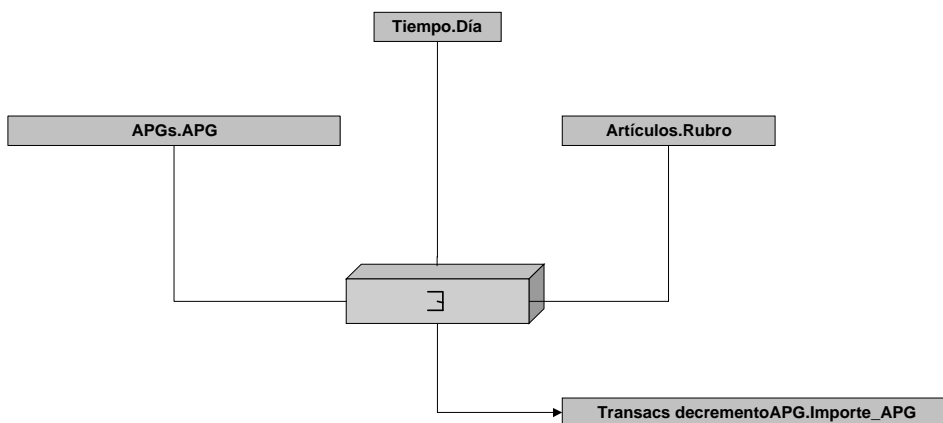 Tiempo.Día
APGs.APG
Artículos.Rubro
Transacs decrementoAPG.Importe_APG